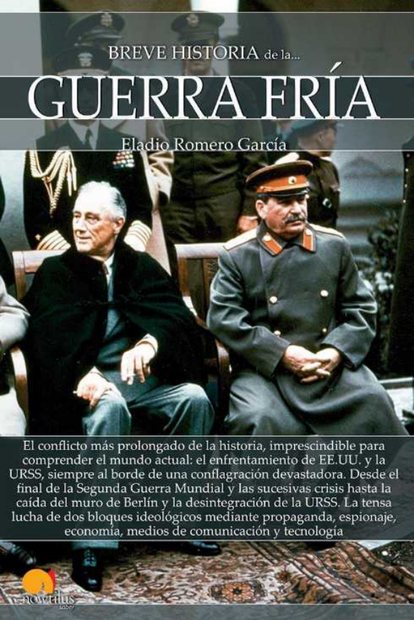 BREVE HISTORIA de la...
GUERRA FRÍA
Eladio Romero García
El conflicto más prolongado de la historia, imprescindible para
comprender el mundo actual: el enfrentamiento de EE.UU. y la
URSS, siempre al borde de una conflagración devastadora. Desde el
final de la Segunda Guerra Mundial y las sucesivas crisis hasta la
caída del muro de Berlín y la desintegración de la URSS. La tensa
lucha de dos bloques ideológicos mediante propaganda, espionaje,
economía, medios de comunicación y tecnología
nowtilus
saber